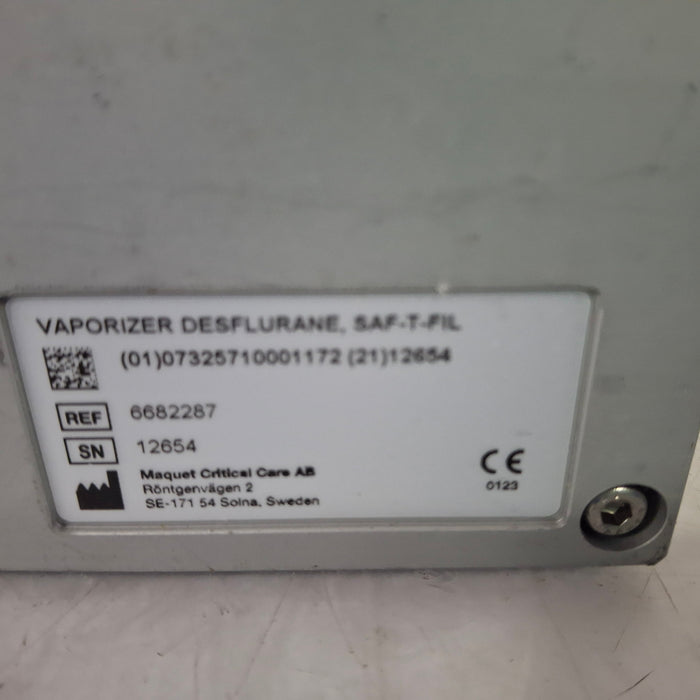 VAPORIZER DESFLURANE, SAF-T-FIL
(01)07325710001172 (21)12654
REF 6682287
SN 12654
Maquet Critical Care AB
Röntgenvägen 2
SE-171 54 Solna, Sweden
CE
0123